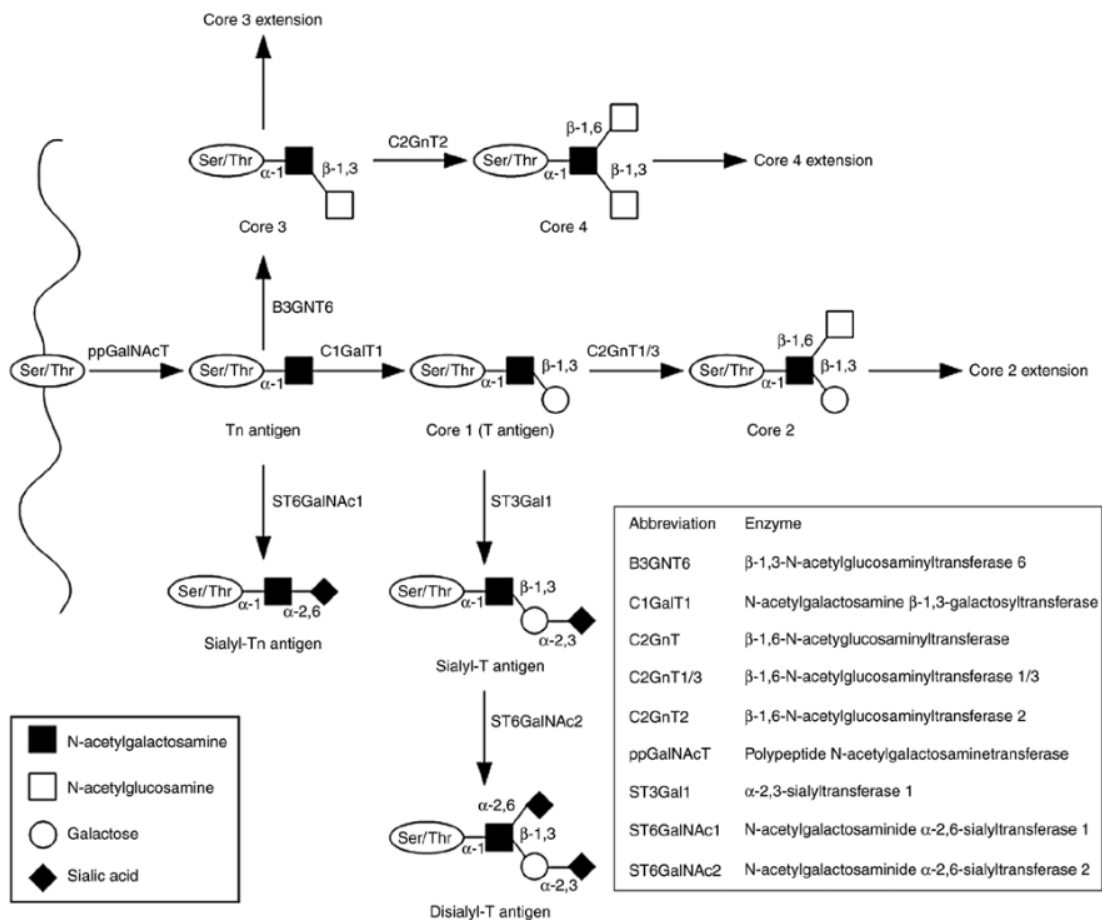 Core 3 extension
Ser/Thr
α-1
β-1,3
Core 3
C2GnT2
Ser/Thr
α-1
β-1,6
β-1,3
Core 4
Core 4 extension
B3GNT6
Ser/Thr
ppGalNAcT
Ser/Thr
α-1
Tn antigen
C1GalT1
Ser/Thr
α-1
β-1,3
Core 1 (T antigen)
C2GnT1/3
Ser/Thr
α-1
β-1,6
β-1,3
Core 2
Core 2 extension
ST6GalNAc1
Ser/Thr
α-1
α-2,6
Sialyl-Tn antigen
ST3Gal1
Ser/Thr
α-1
β-1,3
α-2,3
Sialyl-T antigen
ST6GalNAc2
Ser/Thr
α-1
α-2,6
β-1,3
α-2,3
Disialyl-T antigen
N-acetylgalactosamine
N-acetylglucosamine
Galactose
Sialic acid
Abbreviation Enzyme
B3GNT6 β-1,3-N-acetylglucosaminyltransferase 6
C1GalT1 N-acetylgalactosamine β-1,3-galactosyltransferase
C2GnT β-1,6-N-acetyglucosaminyltransferase
C2GnT1/3 β-1,6-N-acetylglucosaminyltransferase 1/3
C2GnT2 β-1,6-N-acetylglucosaminyltransferase 2
ppGalNAcT Polypeptide N-acetylgalactosaminetransferase
ST3Gal1 α-2,3-sialyltransferase 1
ST6GalNAc1 N-acetylgalactosaminide α-2,6-sialyltransferase 1
ST6GalNAc2 N-acetylgalactosaminide α-2,6-sialyltransferase 2